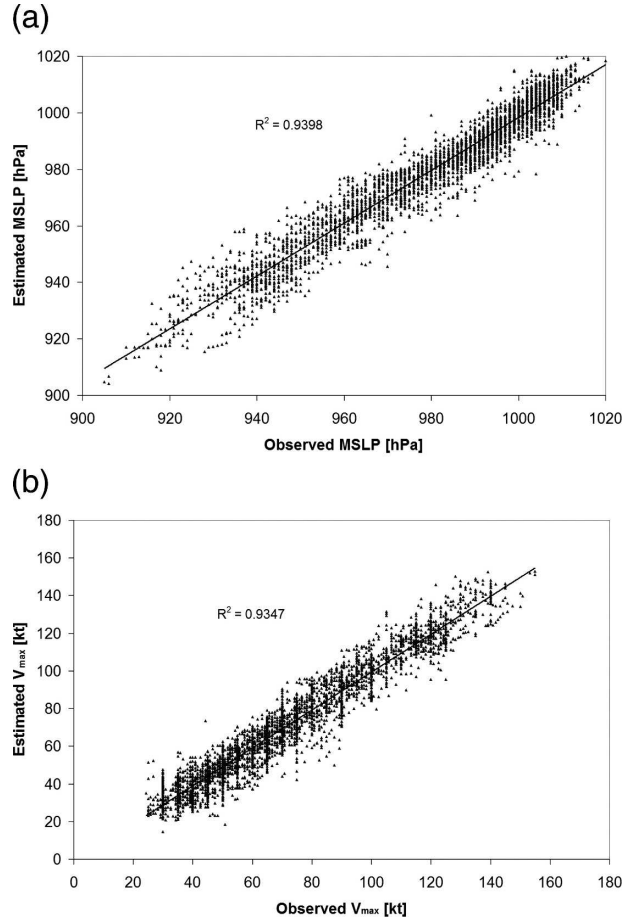 (a)
1020
1000
980
960
940
920
900
R² = 0.9398
Estimated MSLP [hPa]
900 920 940 960 980 1000 1020
Observed MSLP [hPa]
(b)
180
160
140
120
100
80
60
40
20
0
R² = 0.9347
Estimated Vmax [kt]
0 20 40 60 80 100 120 140 160 180
Observed Vmax [kt]